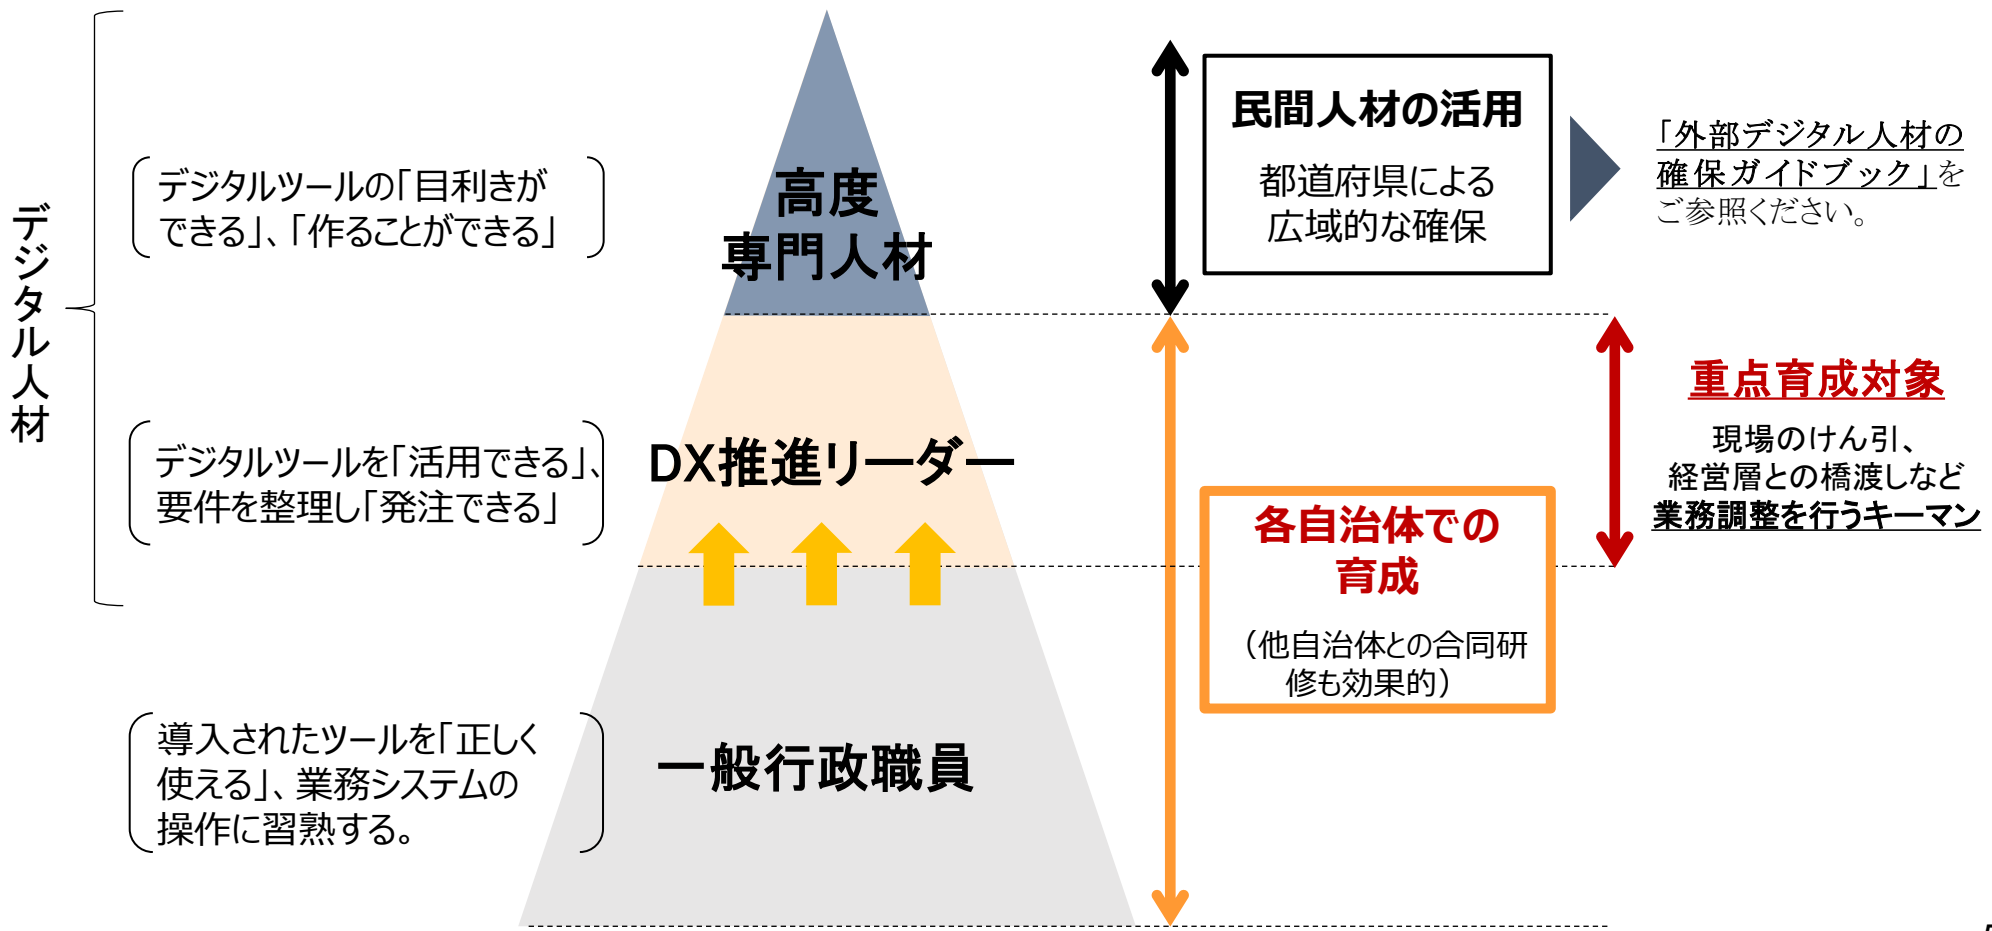 デジタル人材
デジタルツールの「目利きが
できる」、「作ることができる」
高度
専門人材
民間人材の活用
都道府県による
広域的な確保
「外部デジタル人材の
確保ガイドブック」を
ご参照ください。
デジタルツールを「活用できる」、
要件を整理し「発注できる」
DX推進リーダー
重点育成対象
現場のけん引、
経営層との橋渡しなど
業務調整を行うキーマン
各自治体での
育成
（他自治体との合同研
修も効果的）
導入されたツールを「正しく
使える」、業務システムの
操作に習熟する。
一般行政職員